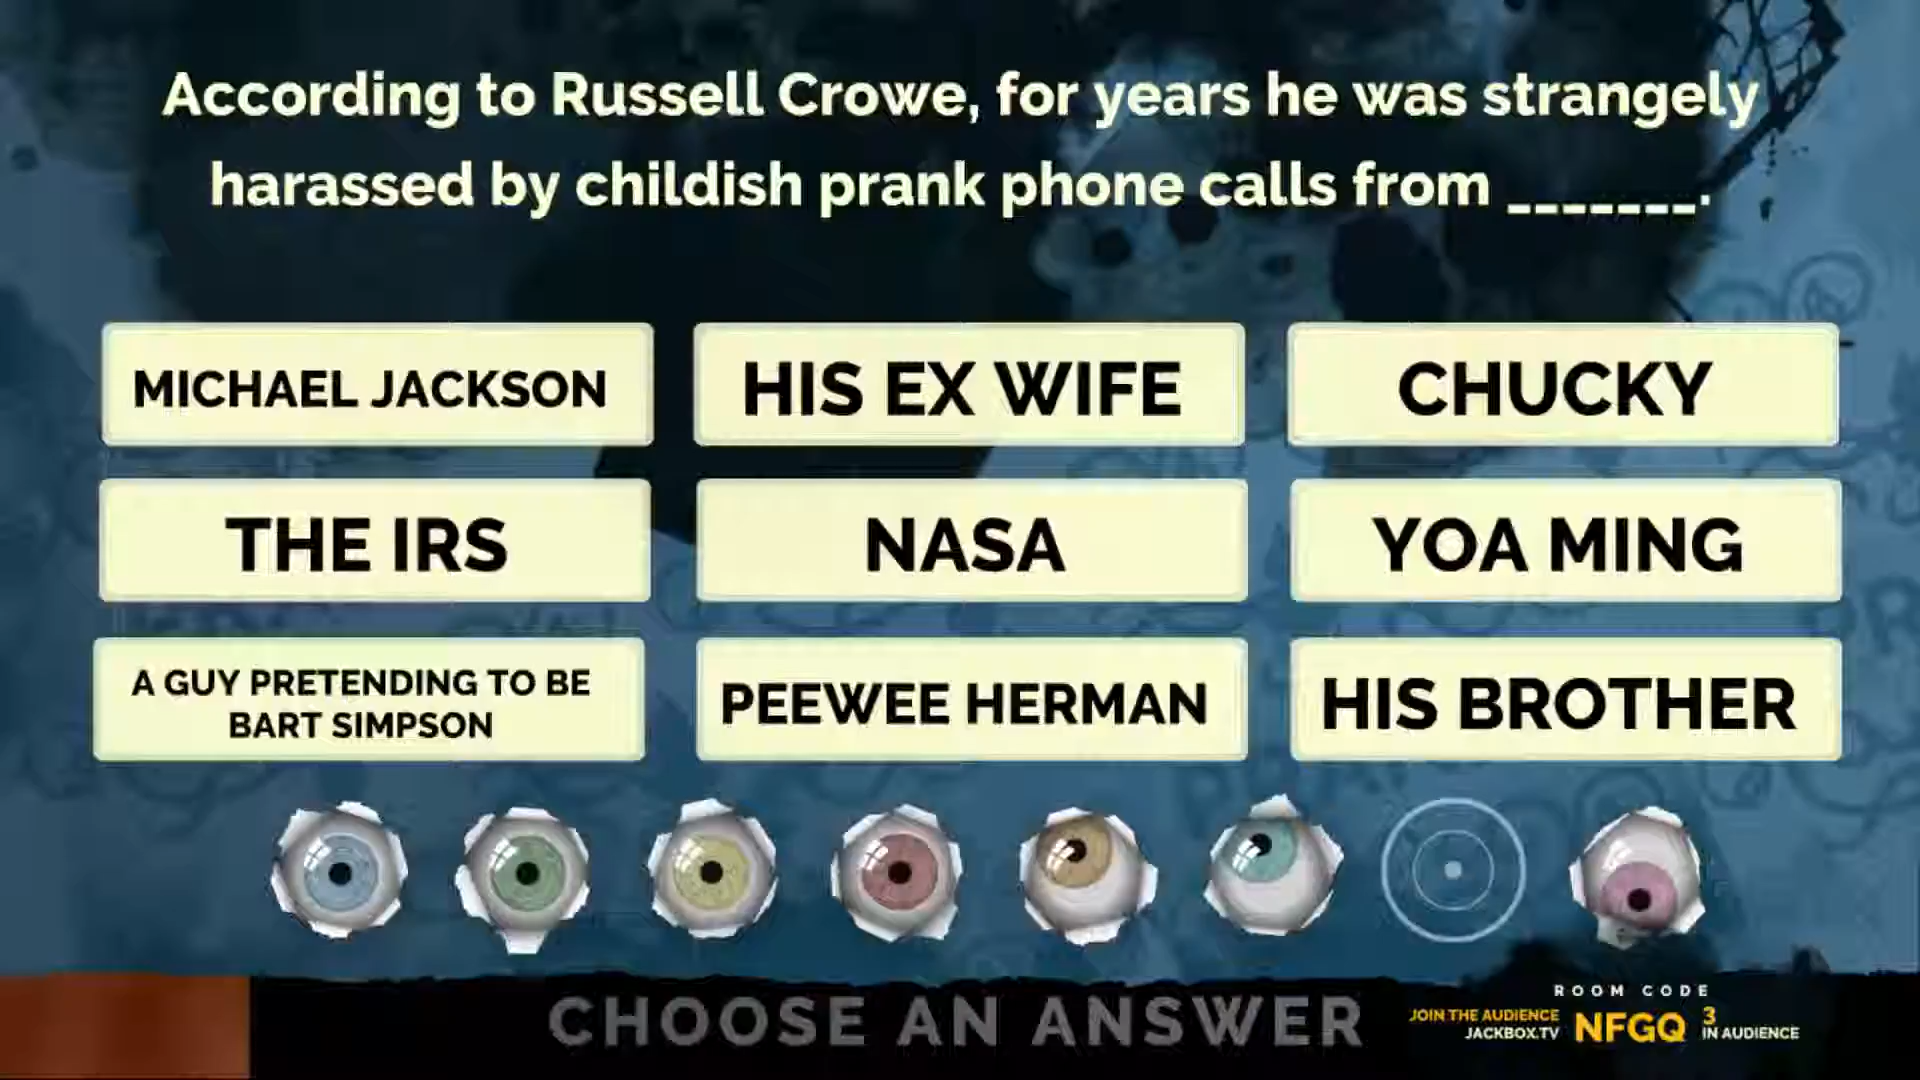 According to Russell Crowe, for years he was strangely
harassed by childish prank phone calls from _______.
MICHAEL JACKSON
HIS EX WIFE
CHUCKY
THE IRS
NASA
YOA MING
A GUY PRETENDING TO BE
BART SIMPSON
PEEWEE HERMAN
HIS BROTHER
CHOOSE AN ANSWER
ROOM CODE
JOIN THE AUDIENCE
JACKBOX.TV
NFGQ
3
IN AUDIENCE